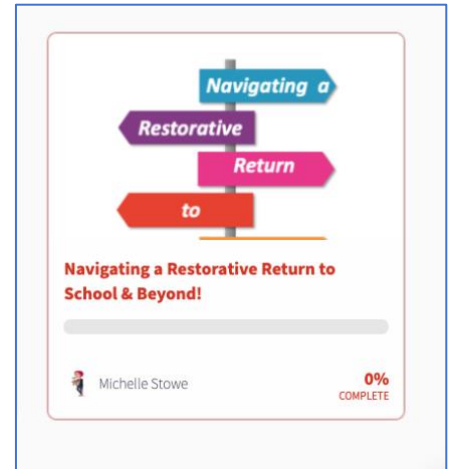 Navigating a
Restorative
Return
to
Navigating a Restorative Return to
School & Beyond!
Michelle Stowe
0%
COMPLETE